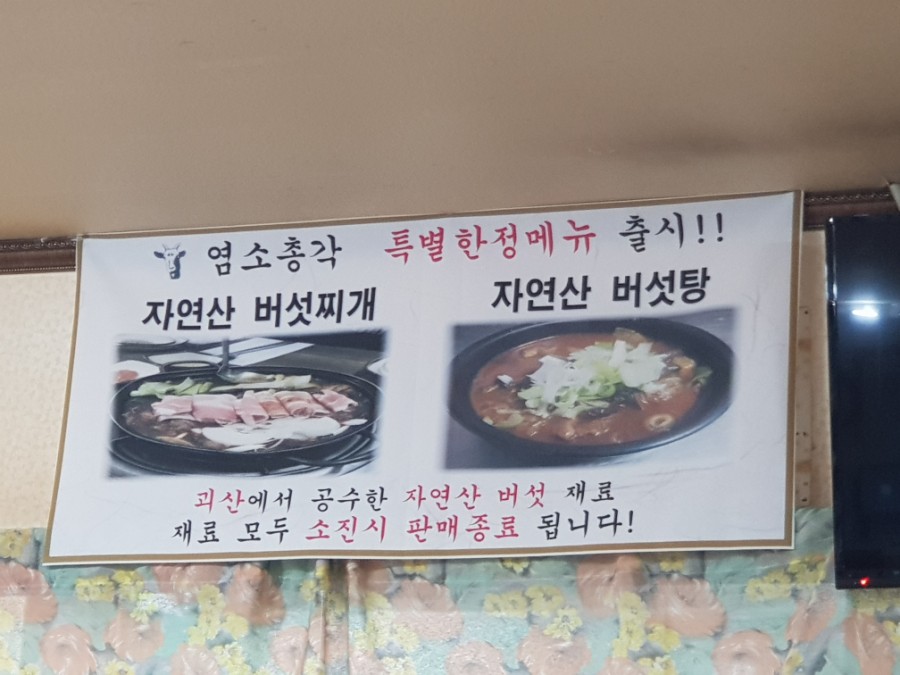 염소총각 특별한정메뉴 출시!!
자연산 버섯찌개
자연산 버섯탕
괴산에서 공수한 자연산 버섯 재료
재료 모두 소진시 판매종료 됩니다!